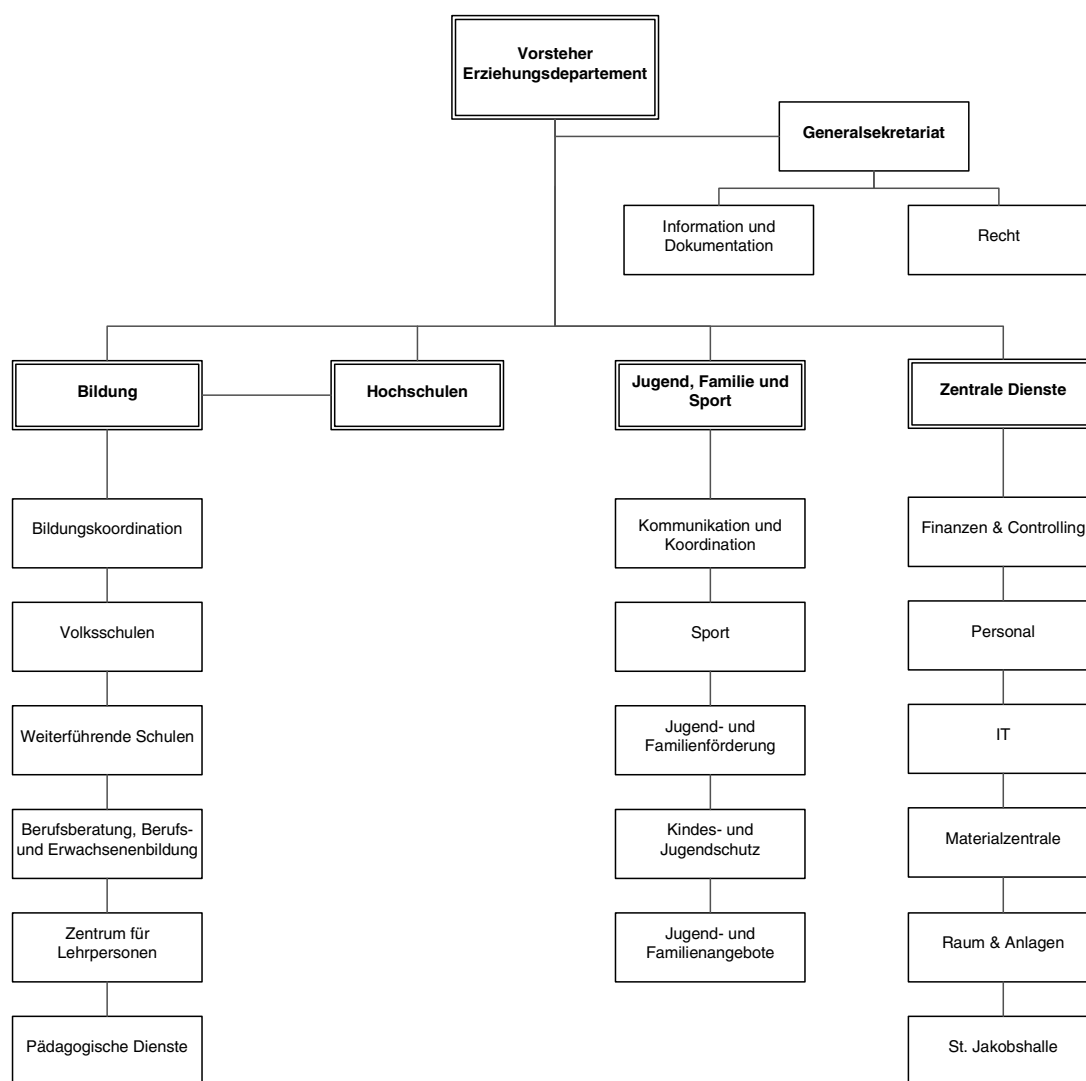 Vorsteher
Erziehungsdepartement
Generalsekretariat
Information und
Dokumentation
Recht
Bildung
Hochschulen
Jugend, Familie und
Sport
Zentrale Dienste
Bildungskoordination
Kommunikation und
Koordination
Finanzen & Controlling
Volksschulen
Sport
Personal
Weiterführende Schulen
Jugend- und
Familienförderung
IT
Berufsberatung, Berufs-
und Erwachsenenbildung
Kindes- und
Jugendschutz
Materialzentrale
Zentrum für
Lehrpersonen
Jugend- und
Familienangebote
Raum & Anlagen
Pädagogische Dienste
St. Jakobshalle